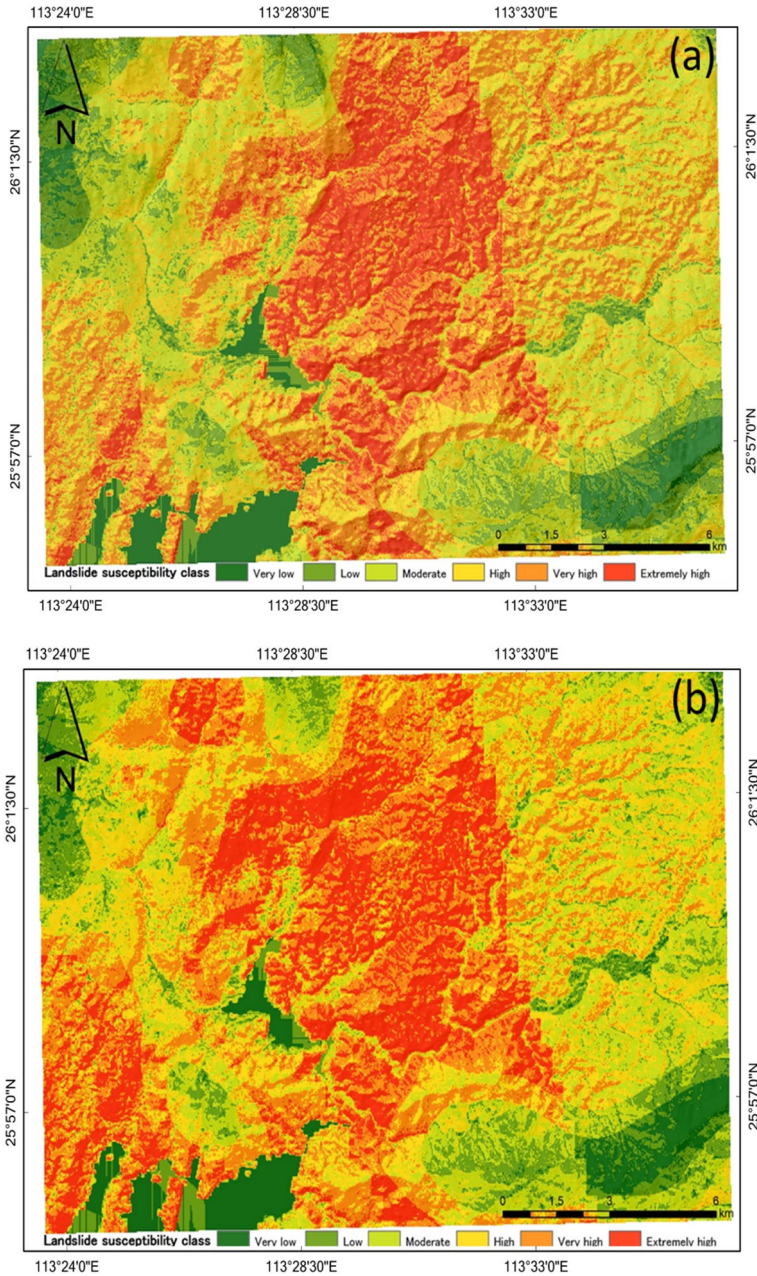 113°24'0"E 113°28'30"E 113°33'0"E
(a)
N
26°1'30"N 26°1'30"N
25°57'0"N 25°57'0"N
0 1.5 3 6
km
Landslide susceptibility class Very low Low Moderate High Very high Extremely high
113°24'0"E 113°28'30"E 113°33'0"E
113°24'0"E 113°28'30"E 113°33'0"E
(b)
N
26°1'30"N 26°1'30"N
25°57'0"N 25°57'0"N
0 1.5 3 6
km
Landslide susceptibility class Very low Low Moderate High Very high Extremely high
113°24'0"E 113°28'30"E 113°33'0"E